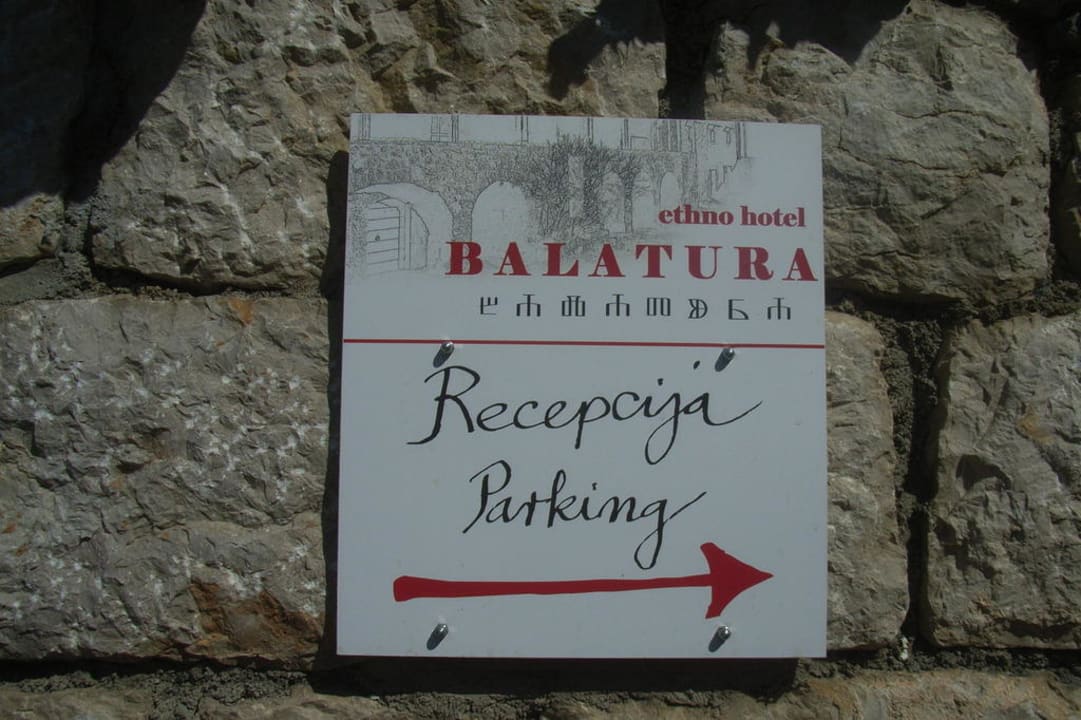 ethno hotel
BALATURA
ⰁⰀⰎⰀⰕⰖⰓⰀ
Recepcija
Parking